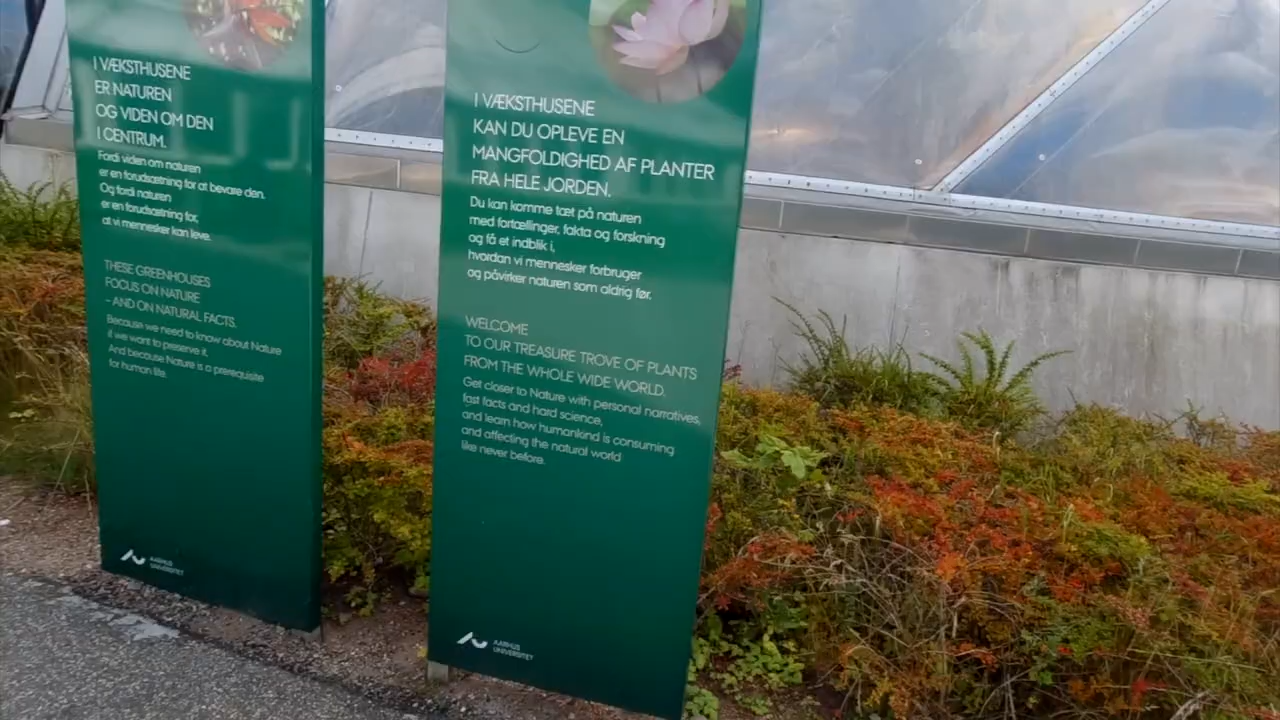 I VÆKSTHUSENE
ER NATUREN
OG VIDEN OM DEN
I CENTRUM.
Fordi viden om naturen
er en forudsætning for at bevare den.
Og fordi naturen
er en forudsætning for,
at vi mennesker kan leve.
THESE GREENHOUSES
FOCUS ON NATURE
- AND ON NATURAL FACTS.
Because we need to know about Nature
if we want to preserve it.
And because Nature is a prerequisite
for human life.
AARHUS
UNIVERSITET
I VÆKSTHUSENE
KAN DU OPLEVE EN
MANGFOLDIGHED AF PLANTER
FRA HELE JORDEN.
Du kan komme tæt på naturen
med fortællinger, fakta og forskning
og få et indblik i,
hvordan vi mennesker forbruger
og påvirker naturen som aldrig før.
WELCOME
TO OUR TREASURE TROVE OF PLANTS
FROM THE WHOLE WIDE WORLD.
Get closer to Nature with personal narratives,
fast facts and hard science,
and learn how humankind is consuming
and affecting the natural world
like never before.
AARHUS
UNIVERSITET